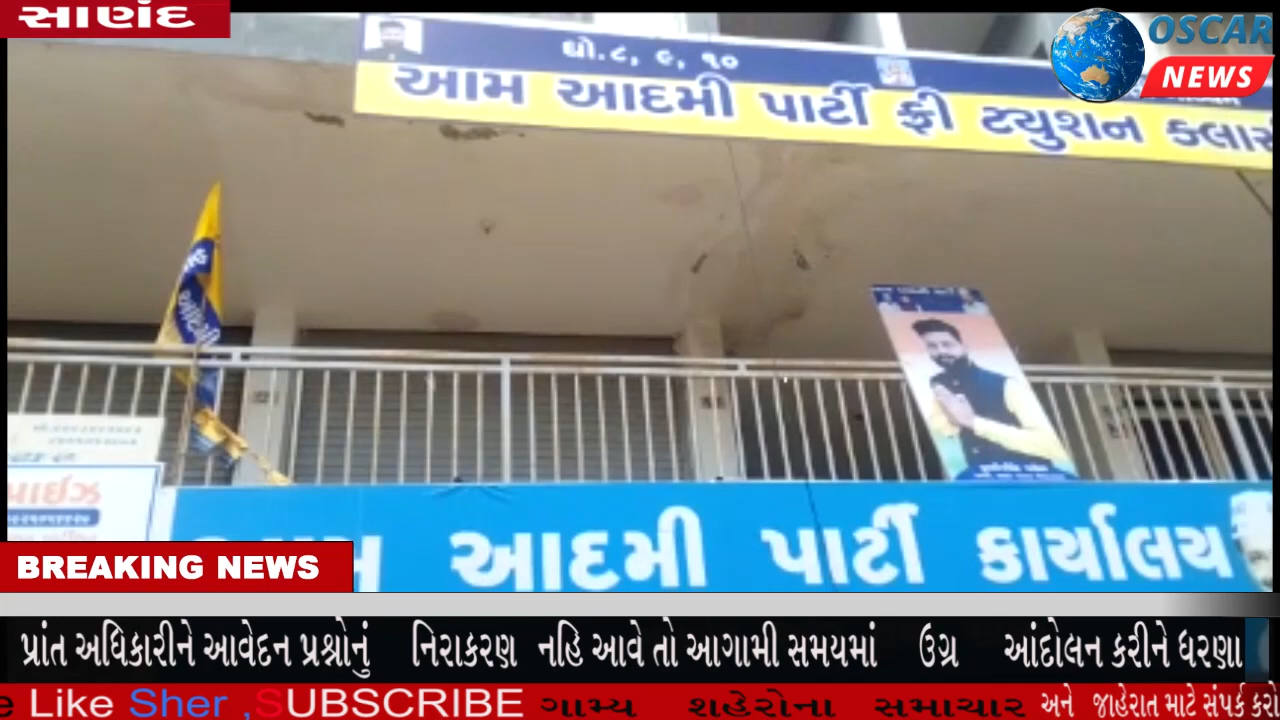 સાણંદ
OSCAR
NEWS
ધો.૮, ૯, ૧૦
આમ આદમી પાર્ટી ફ્રી ટ્યુશન ક્લાસ
આદમી પાર્ટી કાર્યાલય
BREAKING NEWS
પ્રાંત અધિકારીને આવેદન પ્રશ્નોનું નિરાકરણ નહિ આવે તો આગામી સમયમાં ઉગ્ર આંદોલન કરીને ધરણા
e Like Sher ,SUBSCRIBE ગામ્ય શહેરોના સમાચાર અને જાહેરાત માટે સંપર્ક કરો